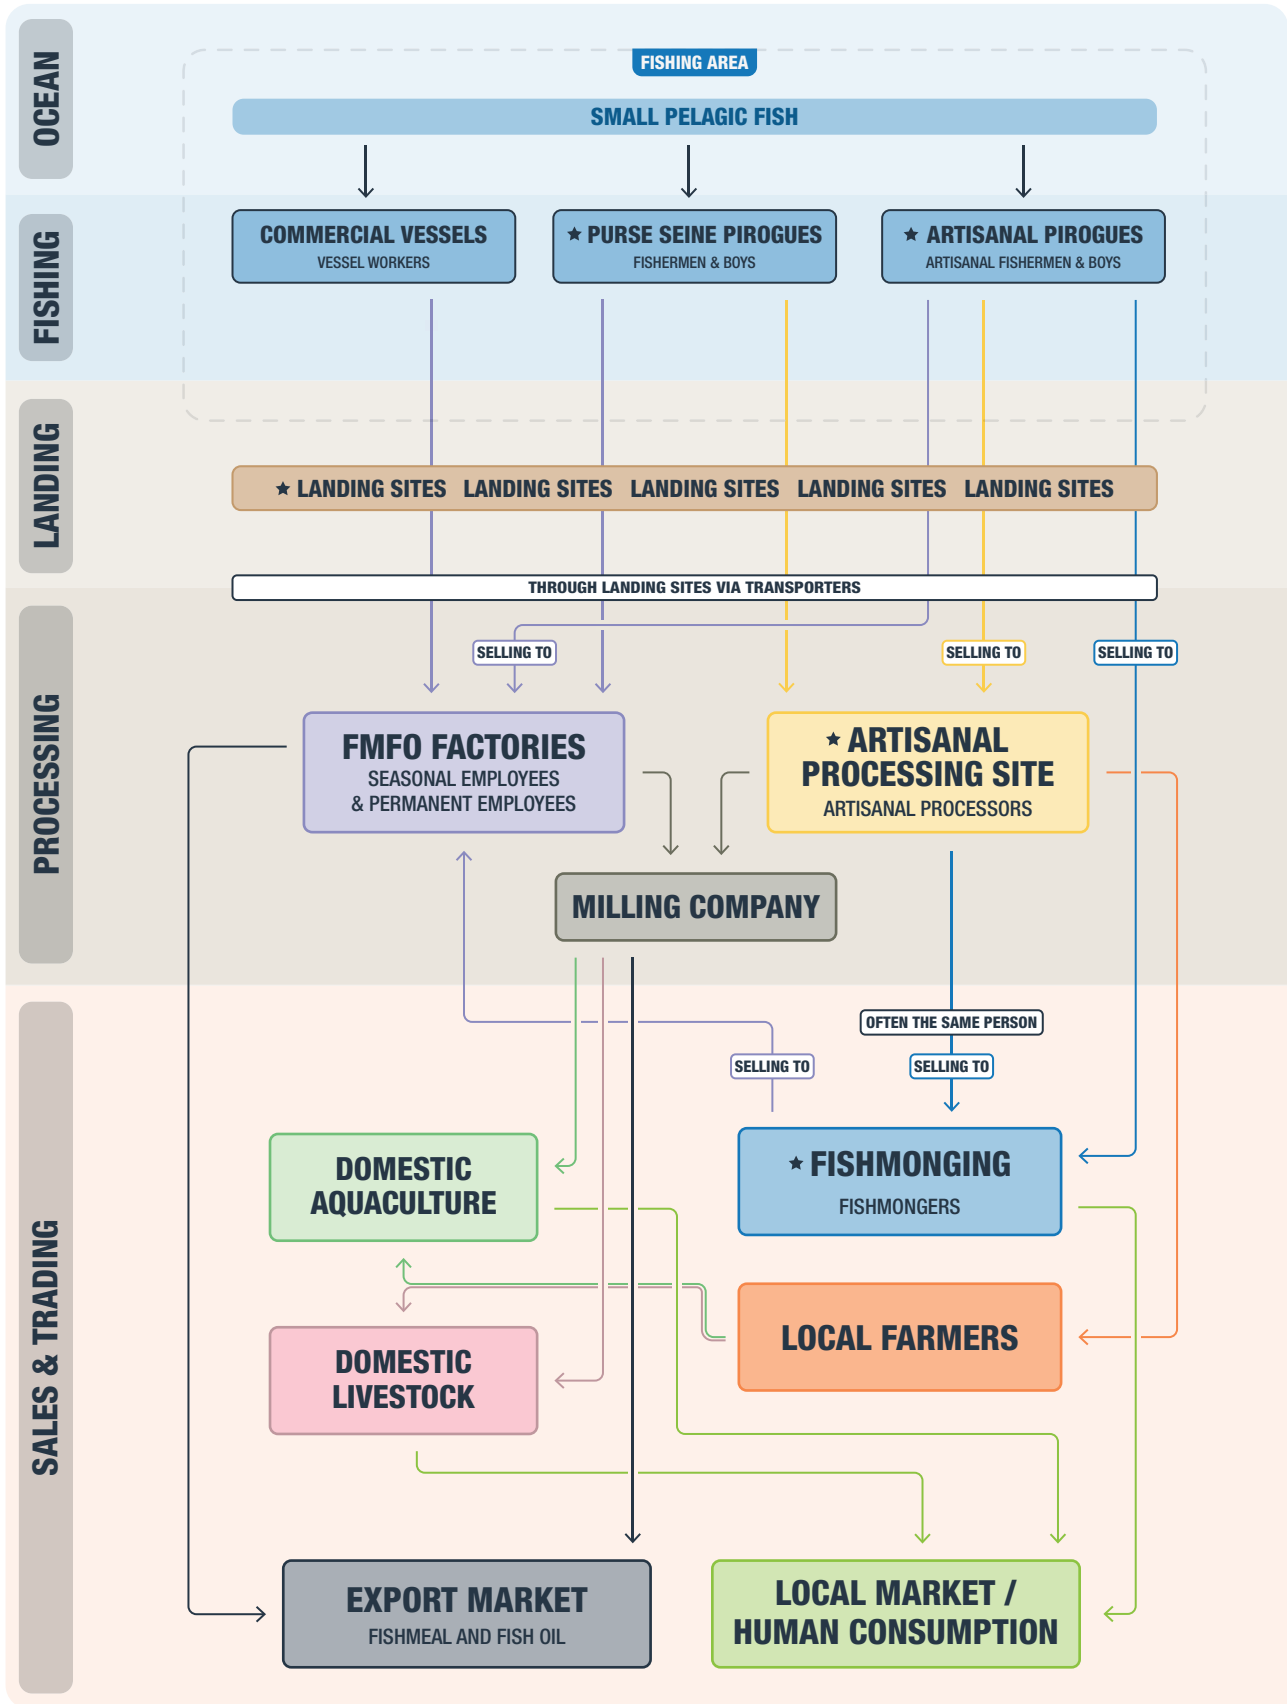 OCEAN
FISHING AREA
SMALL PELAGIC FISH
FISHING
COMMERCIAL VESSELS
VESSEL WORKERS
★ PURSE SEINE PIROGUES
FISHERMEN & BOYS
★ ARTISANAL PIROGUES
ARTISANAL FISHERMEN & BOYS
LANDING
★ LANDING SITES LANDING SITES LANDING SITES LANDING SITES LANDING SITES
THROUGH LANDING SITES VIA TRANSPORTERS
PROCESSING
SELLING TO
SELLING TO
SELLING TO
FMFO FACTORIES
SEASONAL EMPLOYEES
& PERMANENT EMPLOYEES
★ ARTISANAL
PROCESSING SITE
ARTISANAL PROCESSORS
MILLING COMPANY
SALES & TRADING
OFTEN THE SAME PERSON
SELLING TO
SELLING TO
DOMESTIC
AQUACULTURE
★ FISHMONGING
FISHMONGERS
LOCAL FARMERS
DOMESTIC
LIVESTOCK
EXPORT MARKET
FISHMEAL AND FISH OIL
LOCAL MARKET /
HUMAN CONSUMPTION